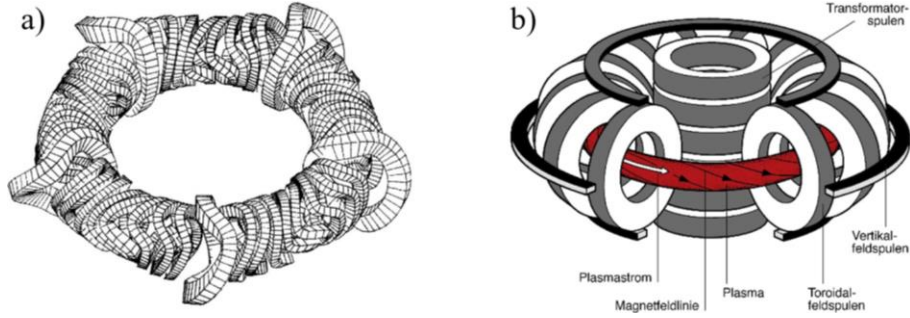 a)
b)
Transformator-
spulen
Vertikal-
feldspulen
Plasmastrom
Plasma
Toroidal-
feldspulen
Magnetfeldlinie